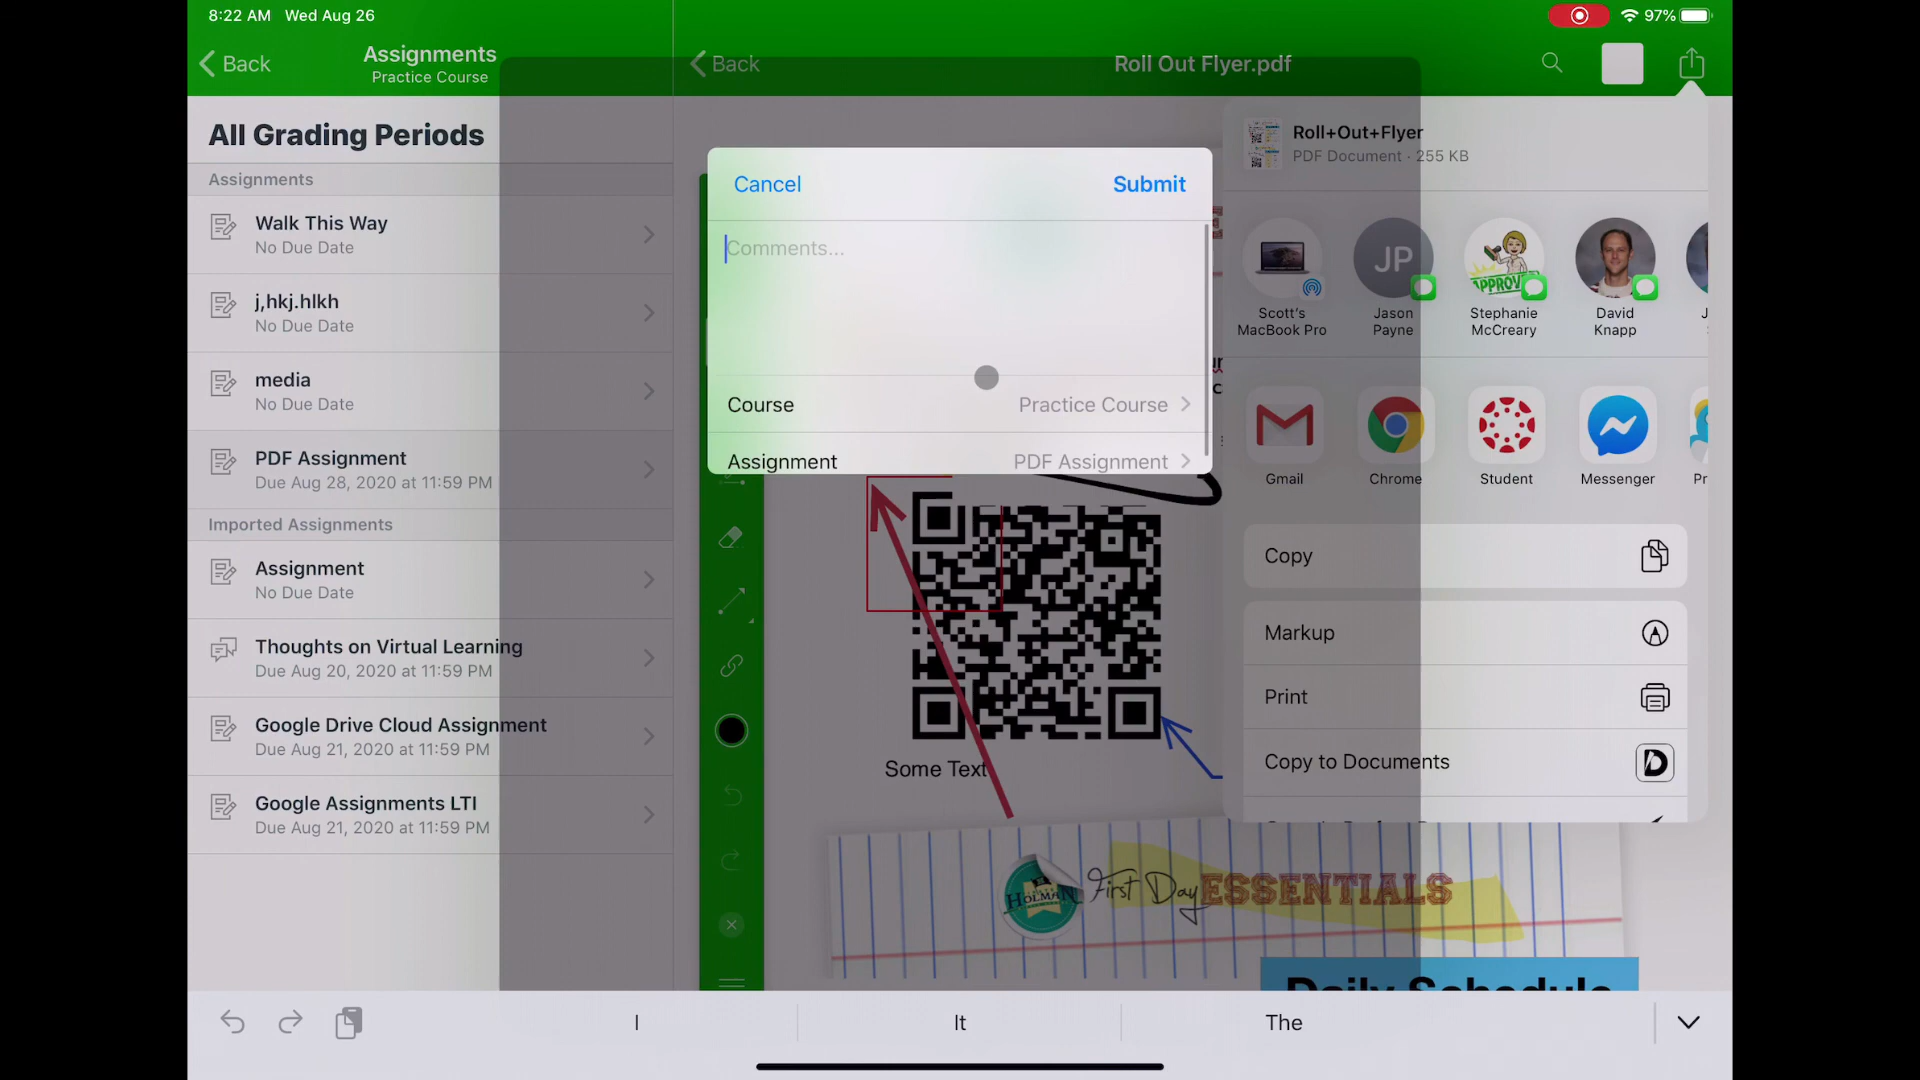 8:22 AM Wed Aug 26
97%
Back
Assignments
Practice Course
All Grading Periods
Assignments
Walk This Way
No Due Date
j,hkj.hlkh
No Due Date
media
No Due Date
PDF Assignment
Due Aug 28, 2020 at 11:59 PM
Imported Assignments
Assignment
No Due Date
Thoughts on Virtual Learning
Due Aug 20, 2020 at 11:59 PM
Google Drive Cloud Assignment
Due Aug 21, 2020 at 11:59 PM
Google Assignments LTI
Due Aug 21, 2020 at 11:59 PM
Back
Roll Out Flyer.pdf
Cancel
Submit
Comments...
Course
Practice Course
Assignment
PDF Assignment
Some Text
HOLMAN
First Day ESSENTIALS
Daily Schedule
Roll+Out+Flyer
PDF Document · 255 KB
Scott's
MacBook Pro
JP
Jason
Payne
APPROVED
Stephanie
McCreary
David
Knapp
Gmail
Chrome
Student
Messenger
Pr
Copy
Markup
Print
Copy to Documents
I
It
The